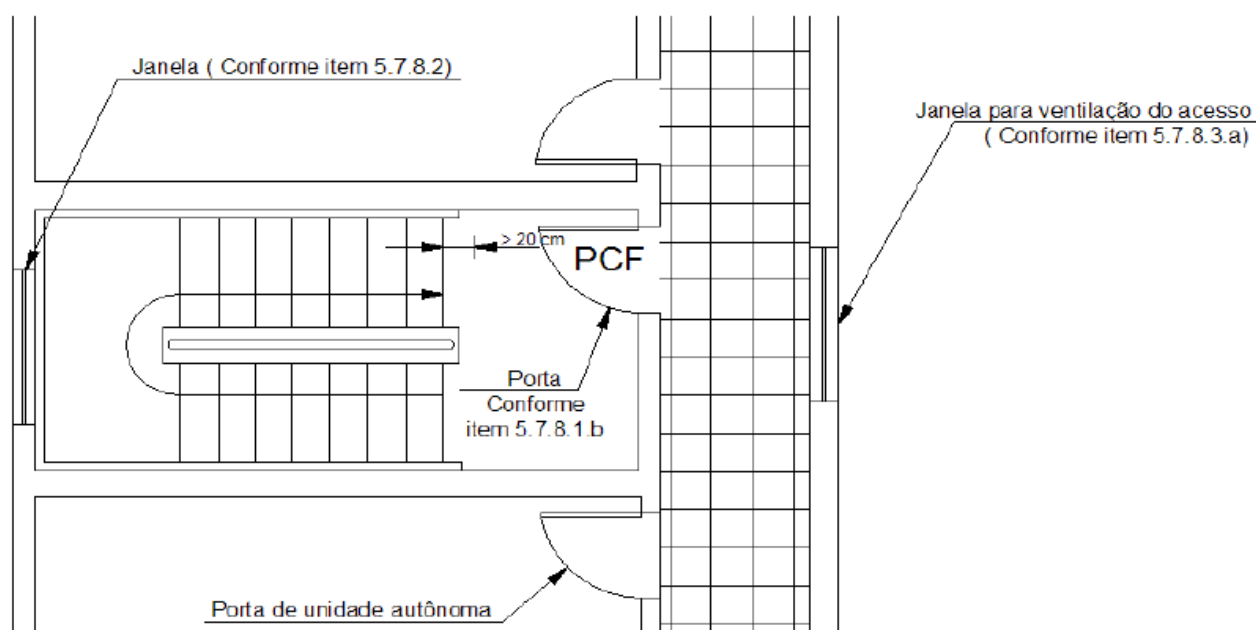 Janela ( Conforme item 5.7.8.2)
Janela para ventilação do acesso
( Conforme item 5.7.8.3.a)
> 20 cm
PCF
Porta
Conforme
item 5.7.8.1.b
Porta de unidade autônoma